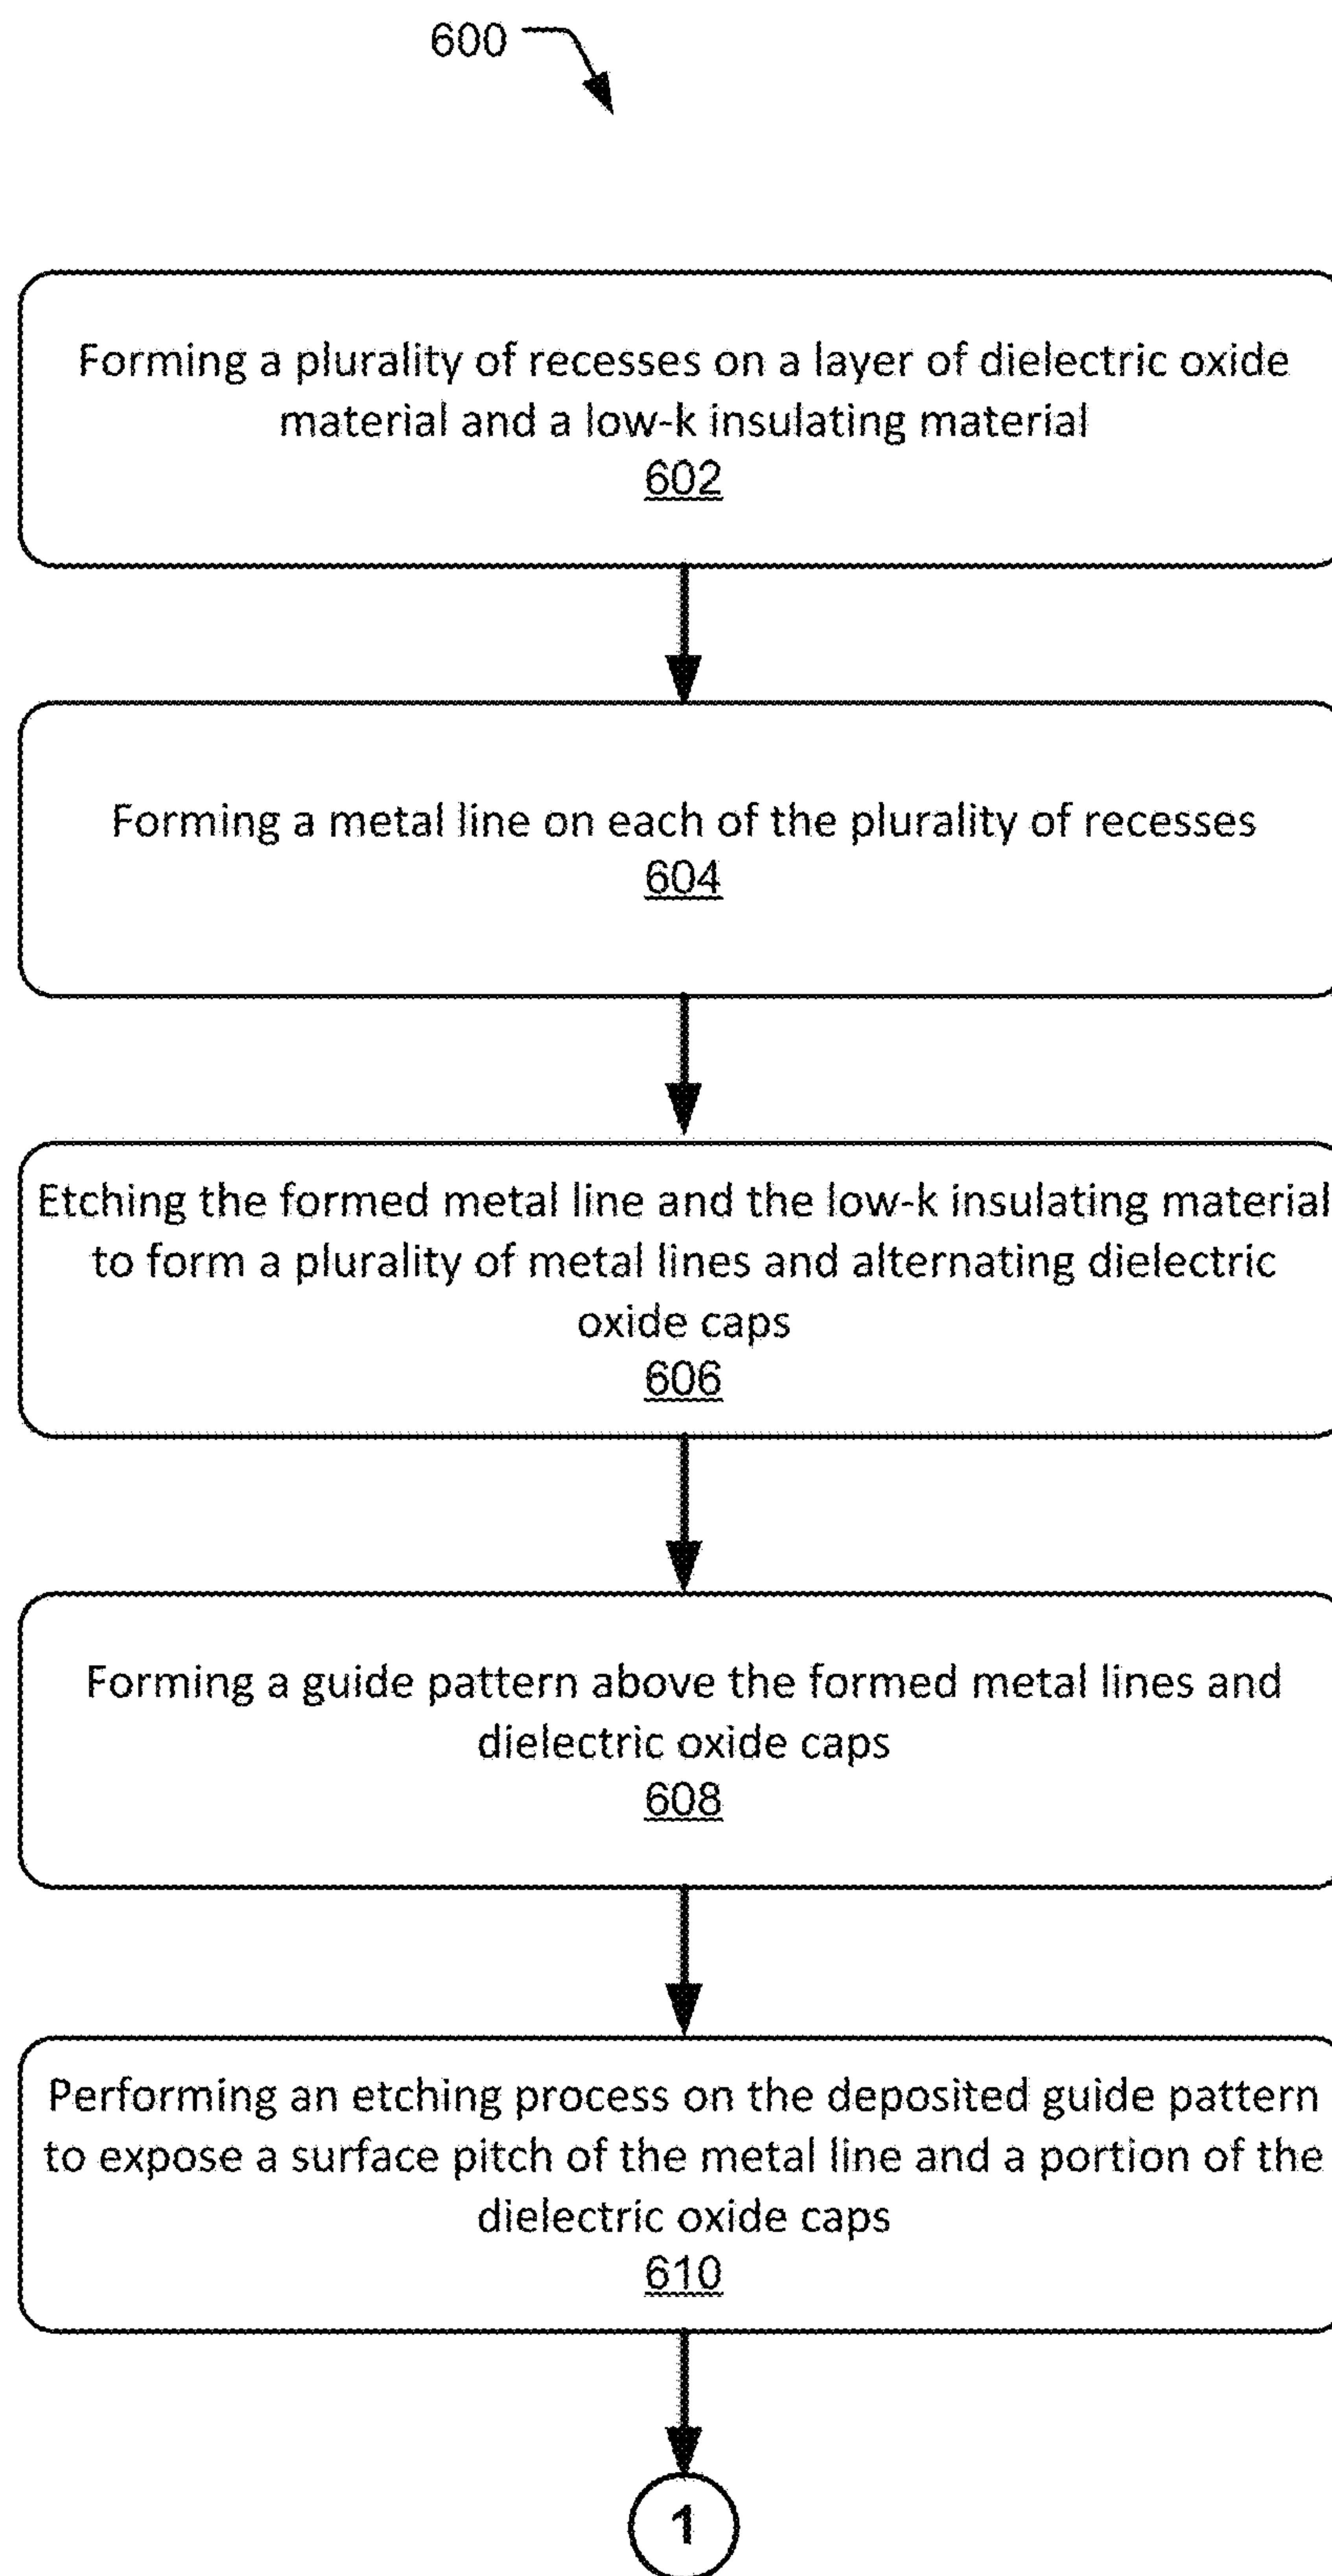 600
Forming a plurality of recesses on a layer of dielectric oxide
material and a low-k insulating material
602
Forming a metal line on each of the plurality of recesses
604
Etching the formed metal line and the low-k insulating material
to form a plurality of metal lines and alternating dielectric
oxide caps
606
Forming a guide pattern above the formed metal lines and
dielectric oxide caps
608
Performing an etching process on the deposited guide pattern
to expose a surface pitch of the metal line and a portion of the
dielectric oxide caps
610
1